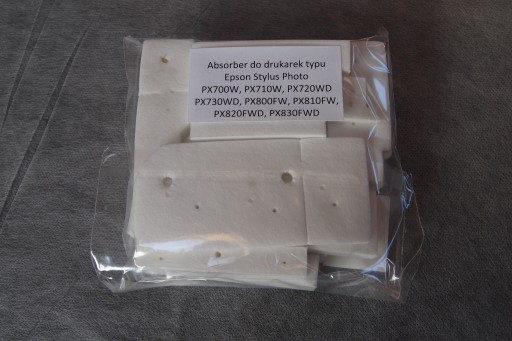 Absorber do drukarek typu
Epson Stylus Photo
PX700W, PX710W, PX720WD
PX730WD, PX800FW, PX810FW,
PX820FWD, PX830FWD